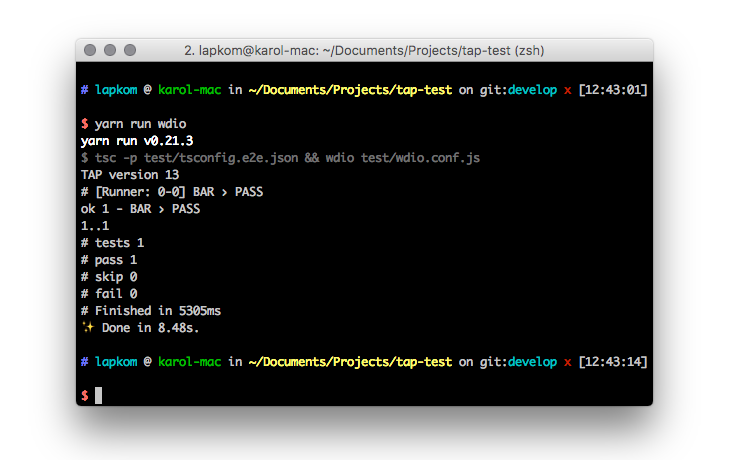 2. lapkom@karol-mac: ~/Documents/Projects/tap-test (zsh)
# lapkom @ karol-mac in ~/Documents/Projects/tap-test on git:develop x [12:43:01]
$ yarn run wdio
yarn run v0.21.3
$ tsc -p test/tsconfig.e2e.json && wdio test/wdio.conf.js
TAP version 13
# [Runner: 0-0] BAR › PASS
ok 1 - BAR › PASS
1..1
# tests 1
# pass 1
# skip 0
# fail 0
# Finished in 5305ms
✨ Done in 8.48s.
# lapkom @ karol-mac in ~/Documents/Projects/tap-test on git:develop x [12:43:14]
$